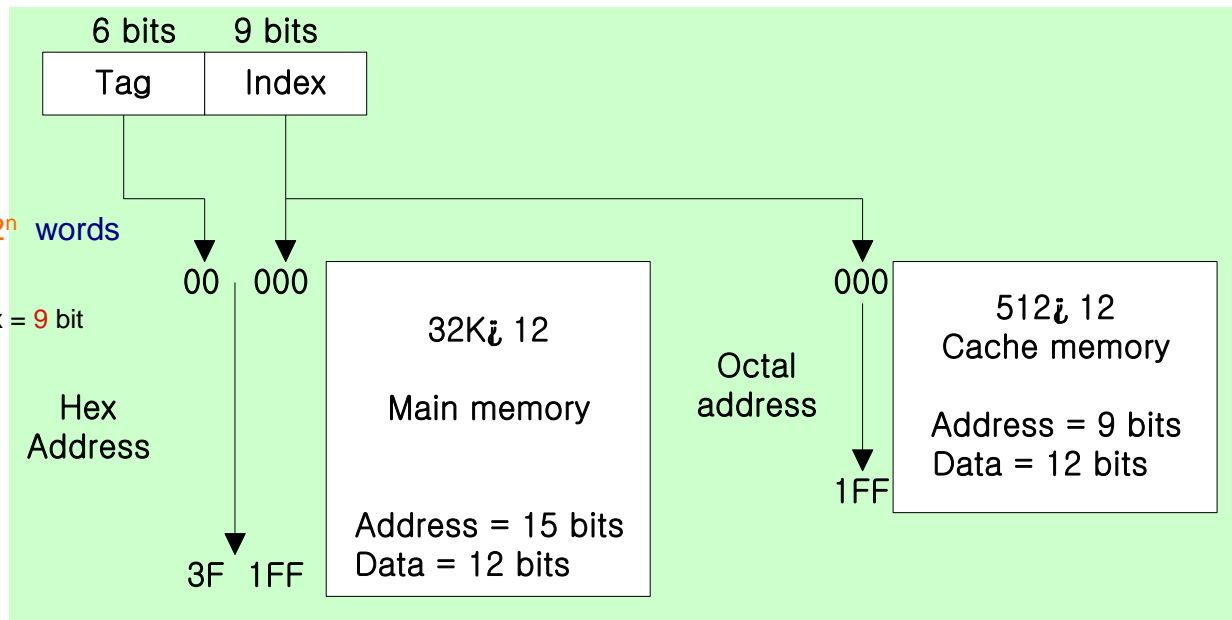 6 bits 9 bits
Tag Index
2ⁿ words
00 000
000
x = 9 bit
32K¿ 12
512¿ 12
Cache memory
Octal
address
Hex
Address
Main memory
Address = 9 bits
Data = 12 bits
1FF
Address = 15 bits
Data = 12 bits
3F 1FF